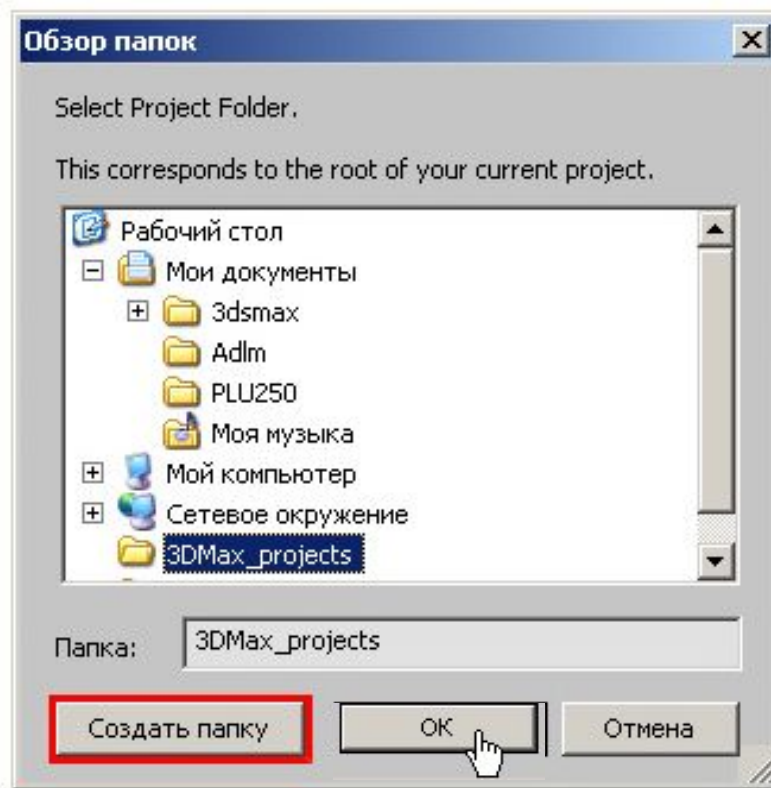 Обзор папок
Select Project Folder.
This corresponds to the root of your current project.
Рабочий стол
Мои документы
3dsmax
Adlm
PLU250
Моя музыка
Мой компьютер
Сетевое окружение
3DMax_projects
Папка: 3DMax_projects
Создать папку ОК Отмена